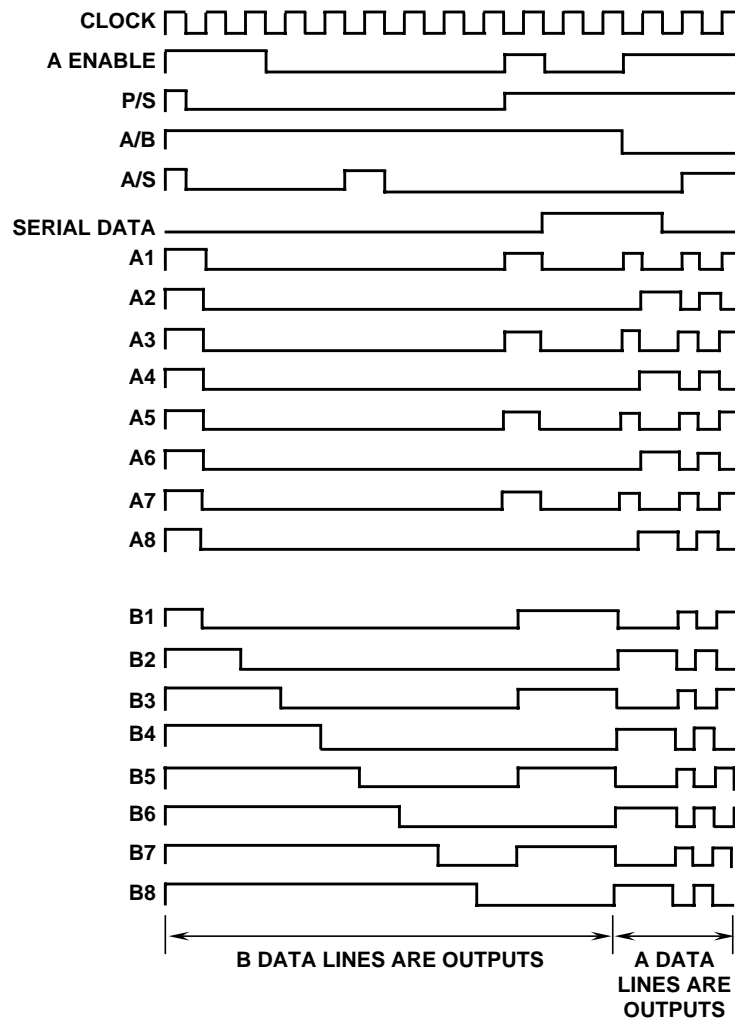 CLOCK
A ENABLE
P/S
A/B
A/S
SERIAL DATA
A1
A2
A3
A4
A5
A6
A7
A8
B1
B2
B3
B4
B5
B6
B7
B8
B DATA LINES ARE OUTPUTS
A DATA
LINES ARE
OUTPUTS